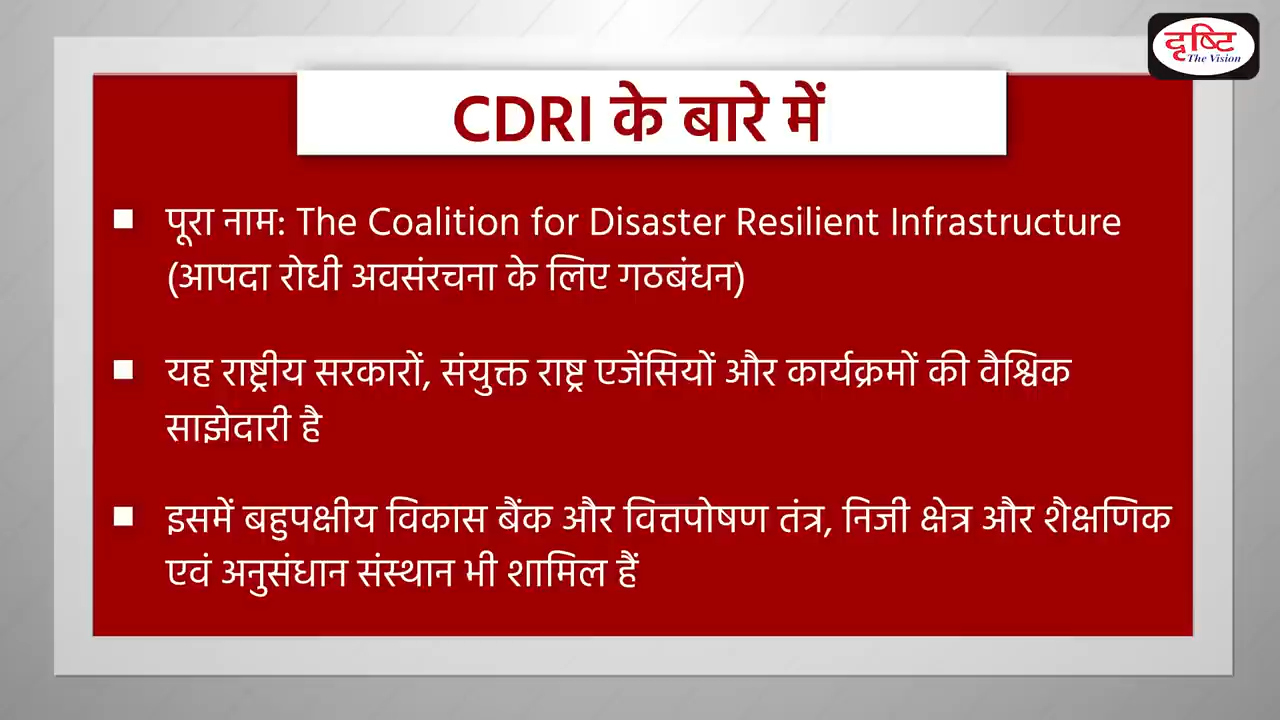 दृष्टि
The Vision
CDRI के बारे में
पूरा नाम: The Coalition for Disaster Resilient Infrastructure
(आपदा रोधी अवसंरचना के लिए गठबंधन)
यह राष्ट्रीय सरकारों, संयुक्त राष्ट्र एजेंसियों और कार्यक्रमों की वैश्विक
साझेदारी है
इसमें बहुपक्षीय विकास बैंक और वित्तपोषण तंत्र, निजी क्षेत्र और शैक्षणिक
एवं अनुसंधान संस्थान भी शामिल हैं